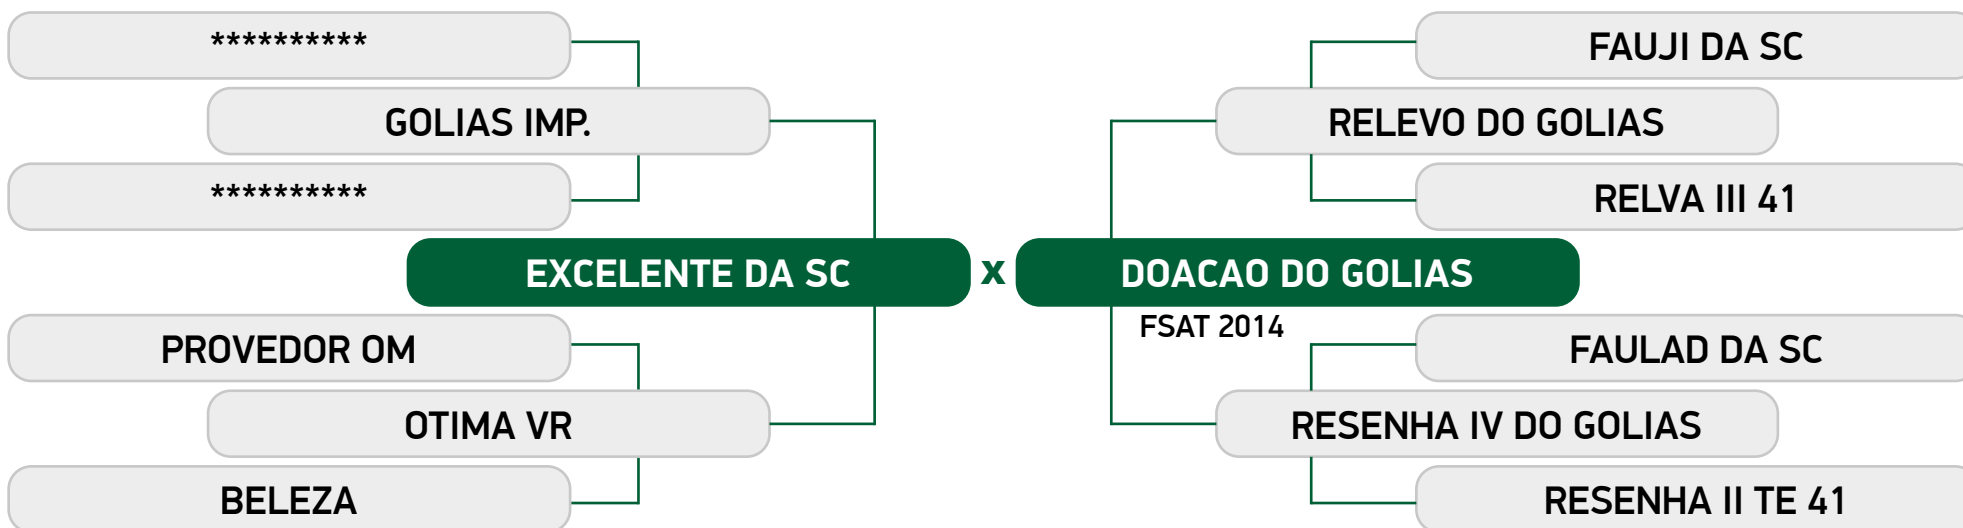 **********
FAUJI DA SC
GOLIAS IMP.
RELEVO DO GOLIAS
**********
RELVA III 41
EXCELENTE DA SC x DOACAO DO GOLIAS
FSAT 2014
PROVEDOR OM
FAULAD DA SC
OTIMA VR
RESENHA IV DO GOLIAS
BELEZA
RESENHA II TE 41